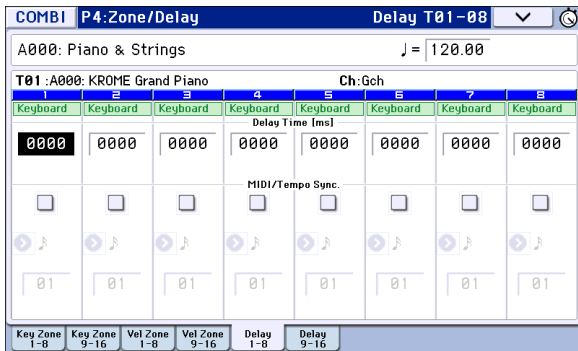 COMBI P4:Zone/Delay Delay T01-08
A000: Piano & Strings ♩= 120.00
T01 :A000: KROME Grand Piano Ch:Gch
1 2 3 4 5 6 7 8
Keyboard Keyboard Keyboard Keyboard Keyboard Keyboard Keyboard Keyboard
Delay Time [ms]
0000 0000 0000 0000 0000 0000 0000 0000
MIDI/Tempo Sync.
01 01 01 01 01 01 01 01
Key Zone 1-8 Key Zone 9-16 Vel Zone 1-8 Vel Zone 9-16 Delay 1-8 Delay 9-16